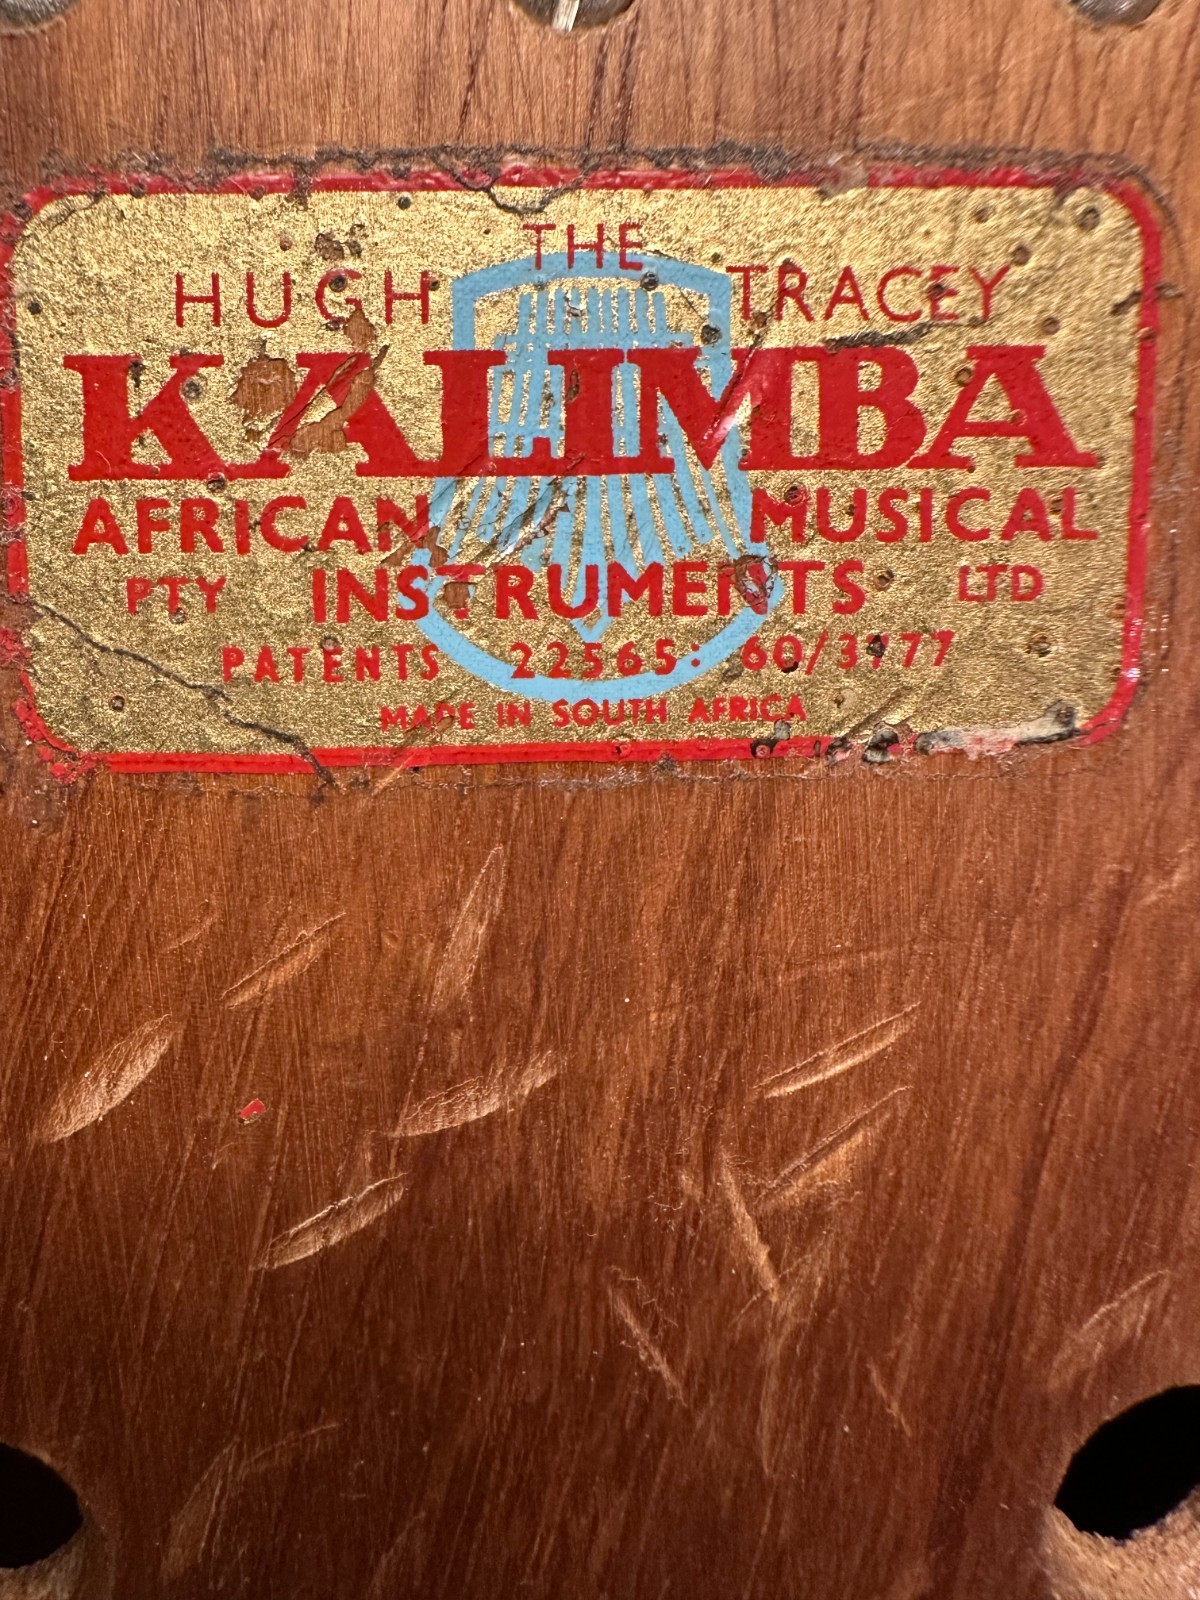 THE
HUGH TRACEY
KALIMBA
AFRICAN MUSICAL
PTY INSTRUMENTS LTD
PATENTS 22565: 60/3177
MADE IN SOUTH AFRICA